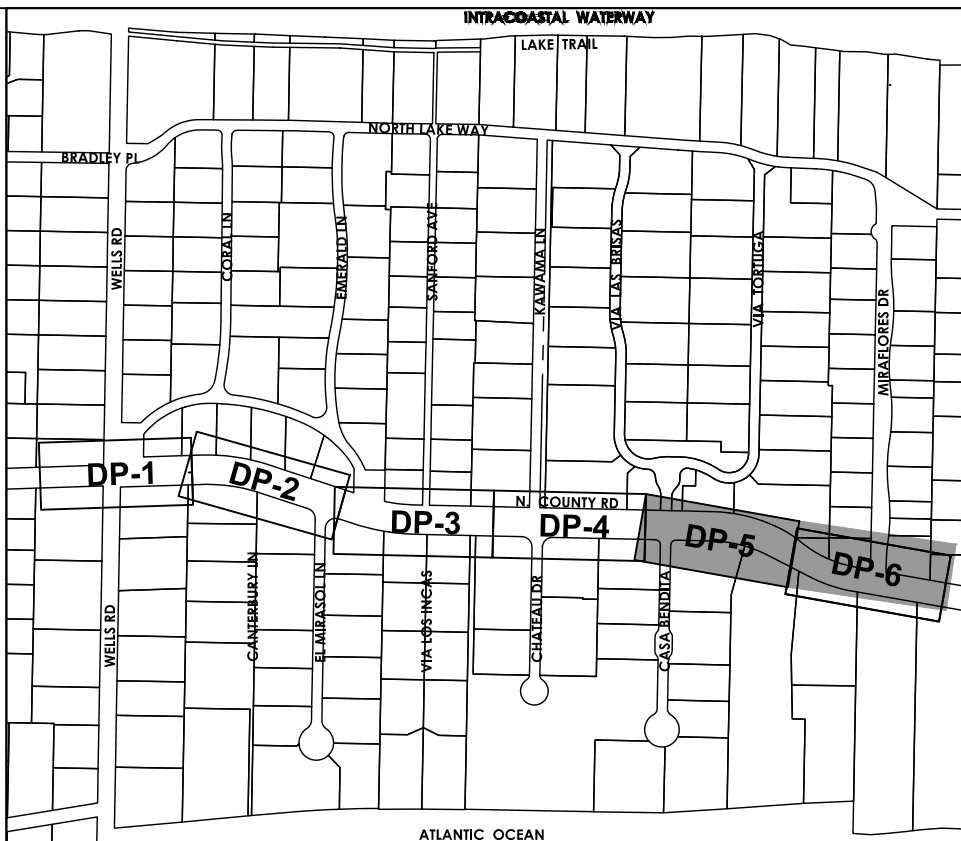 INTRACOASTAL WATERWAY
LAKE TRAIL
NORTH LAKE WAY
BRADLEY PL
WELLS RD
CORAL LN
EMERALD LN
SANFORD AVE
KAWAMA LN
VIA LAS BRISAS
VIA TORTUGA
MIRAFLORES DR
DP-1
DP-2
DP-3
N. COUNTY RD
DP-4
DP-5
DP-6
WELLS RD
CANTERBURY LN
EL MIRASOL LN
VIA LOS INCAS
CHATEAU DR
CASA BENDITA
ATLANTIC OCEAN